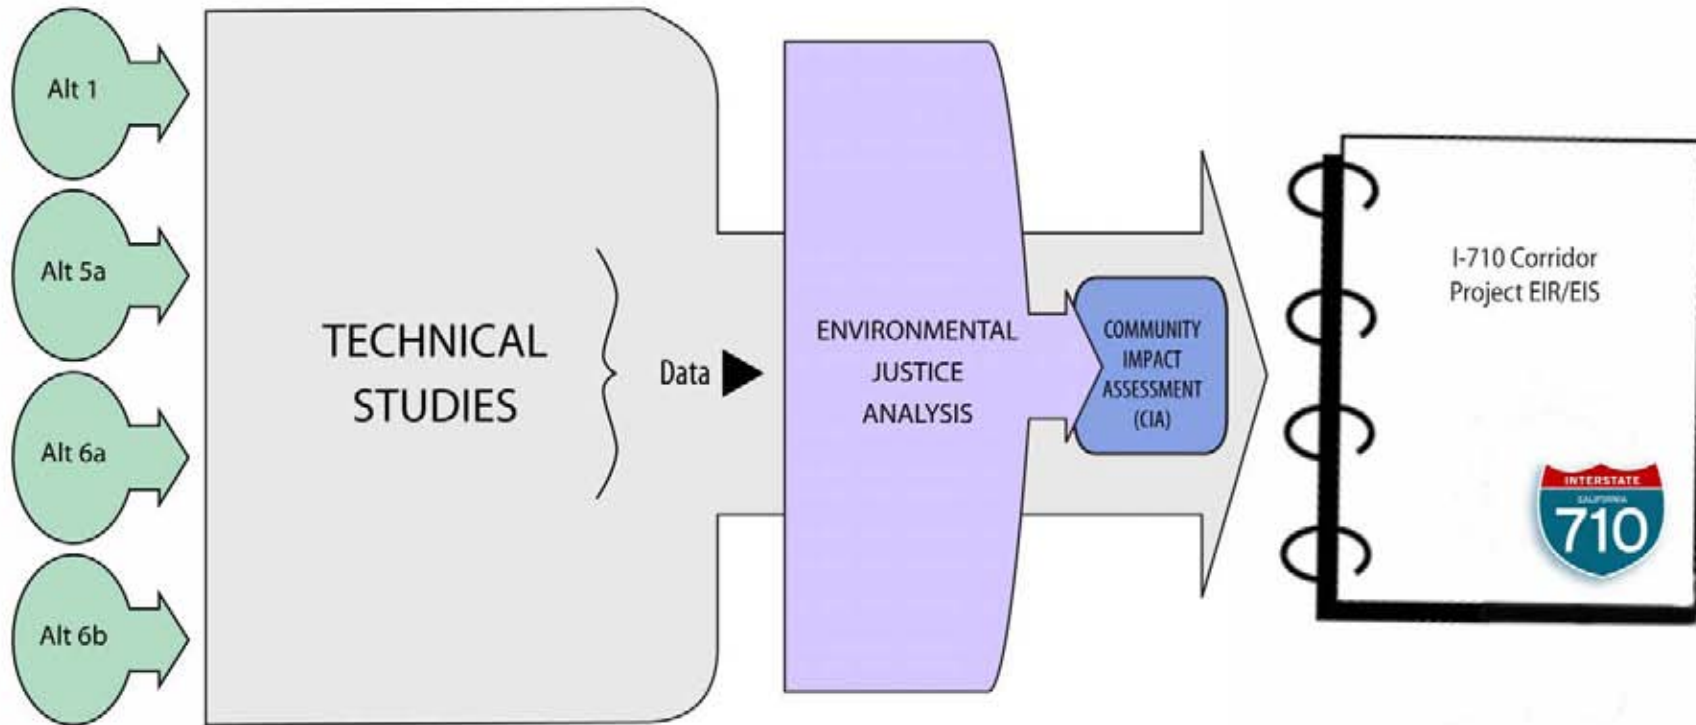 Alt 1
Alt 5a
Alt 6a
Alt 6b
TECHNICAL
STUDIES
Data
ENVIRONMENTAL
JUSTICE
ANALYSIS
COMMUNITY
IMPACT
ASSESSMENT
(CIA)
I-710 Corridor
Project EIR/EIS
INTERSTATE
CALIFORNIA
710